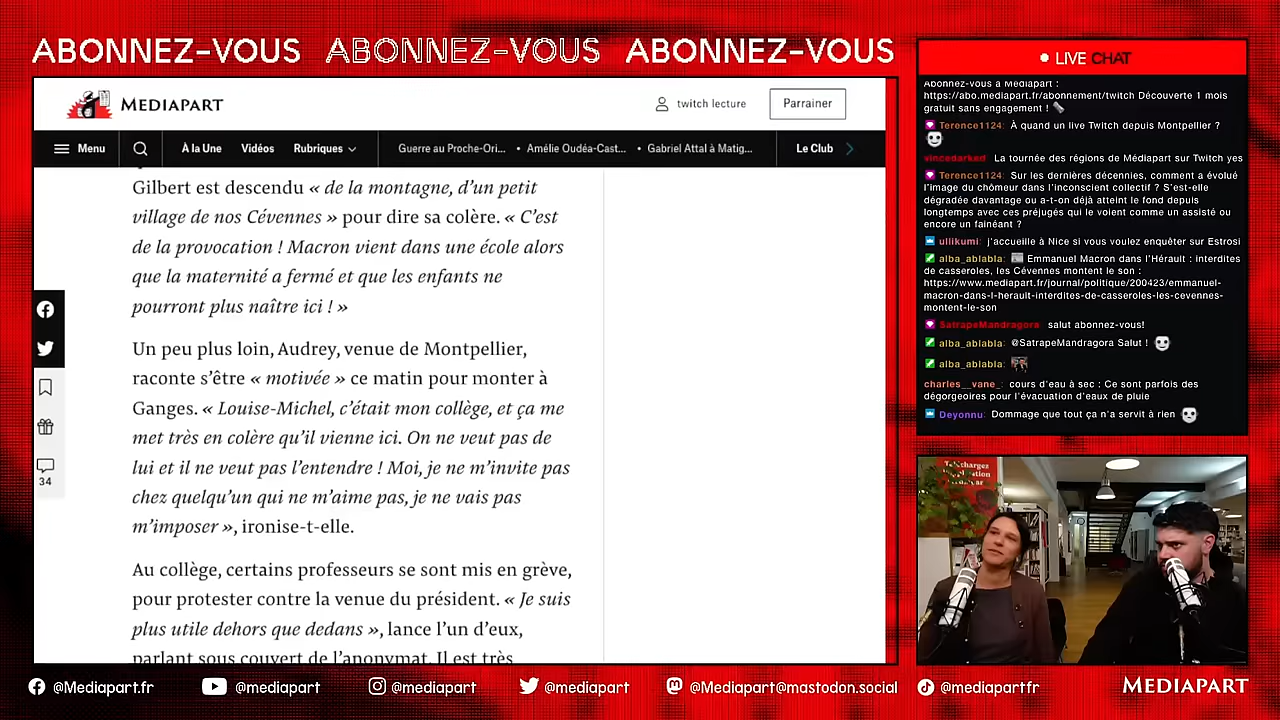 ABONNEZ-VOUS ABONNEZ-VOUS ABONNEZ-VOUS
MEDIAPART
twitch lecture
Parrainer
Menu
À la Une
Vidéos
Rubriques
Guerre au Proche-Ori...
• Amélie Oudéa-Cast...
• Gabriel Attal à Matig...
Le Club
Gilbert est descendu « de la montagne, d’un petit
village de nos Cévennes » pour dire sa colère. « C’est
de la provocation ! Macron vient dans une école alors
que la maternité a fermé et que les enfants ne
pourront plus naître ici ! »
Un peu plus loin, Audrey, venue de Montpellier,
raconte s’être « motivée » ce matin pour monter à
Ganges. « Louise-Michel, c’était mon collège, et ça me
met très en colère qu’il vienne ici. On ne veut pas de
lui et il ne veut pas l’entendre ! Moi, je ne m’invite pas
chez quelqu’un qui ne m’aime pas, je ne vais pas
m’imposer », ironise-t-elle.
Au collège, certains professeurs se sont mis en grève,
pour protester contre la venue du président. « Je suis
plus utile dehors que dedans », lance l’un d’eux,
parlant sous couvert de l’anonymat. Il est très
34
LIVE CHAT
Abonnez-vous à Mediapart :
https://abo.mediapart.fr/abonnement/twitch Découverte 1 mois
gratuit sans engagement !
Terence1124: À quand un live Twitch depuis Montpellier ?
vincedarked La tournée des régions de Médiapart sur Twitch yes
Terence1124: Sur les dernières décennies, comment a évolué
l’image du chômeur dans l’inconscient collectif ? S’est-elle
dégradée davantage ou a-t-on déjà atteint le fond depuis
longtemps avec ces préjugés qui le voient comme un assisté ou
encore un fainéant ?
ullikumi: j’accueille à Nice si vous voulez enquêter sur Estrosi
alba_ablabla: Emmanuel Macron dans l’Hérault : interdites
de casseroles, les Cévennes montent le son :
https://www.mediapart.fr/journal/politique/200423/emmanuel-
macron-dans-l-herault-interdites-de-casseroles-les-cevennes-
montent-le-son
SatrapeMandragora salut abonnez-vous!
alba_ablabla: @SatrapeMandragora Salut !
alba_ablabla:
charles__vane_: cours d’eau à sec : Ce sont parfois des
dégorgeoires pour l’évacuation d’eaux de pluie
Deyonnu: Dommage que tout ça n’a servit à rien
Téléchargez
l’application
@Mediapart.fr
@mediapart
@mediapart
@mediapart
@Mediapart@mastodon.social
@mediapartfr
MEDIAPART